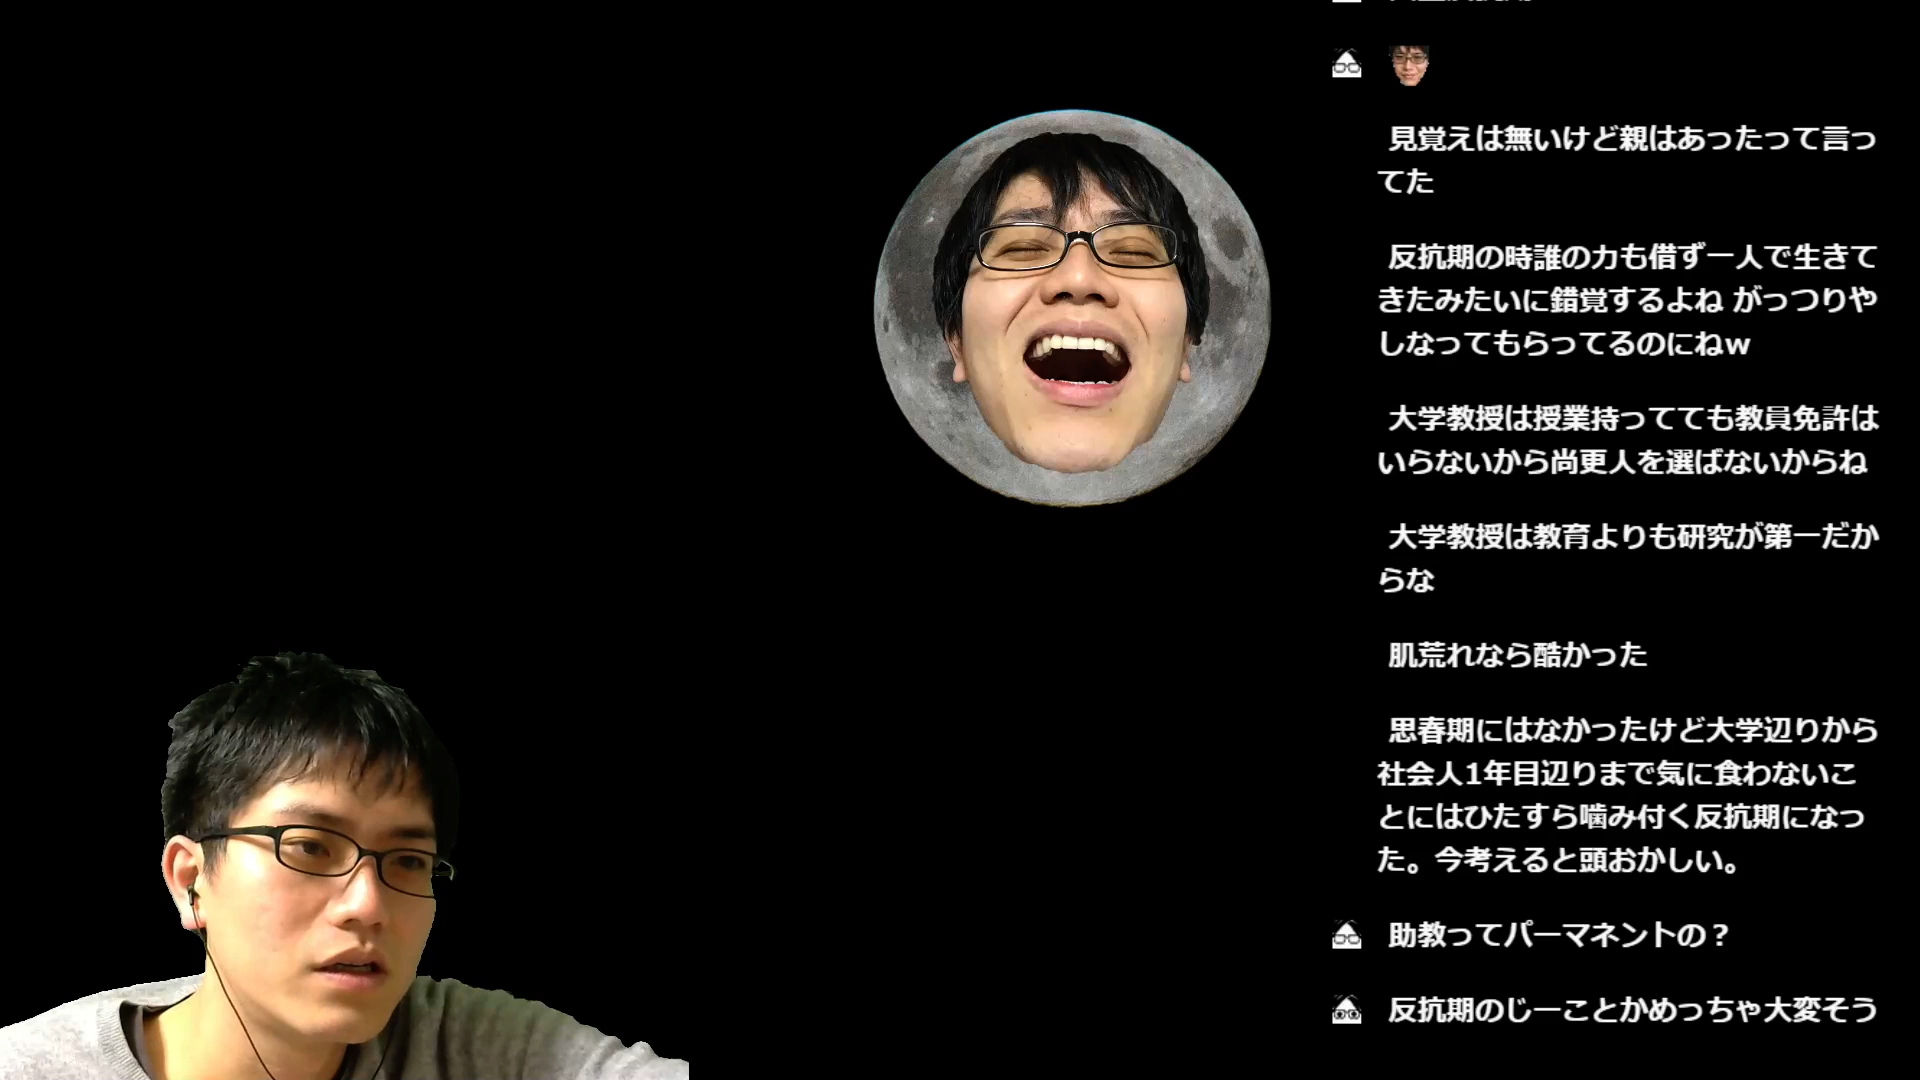 見覚えは無いけど親はあったって言っ
てた
反抗期の時誰の力も借ず一人で生きて
きたみたいに錯覚するよね がっつりや
しなってもらってるのにねw
大学教授は授業持ってても教員免許は
いらないから尚更人を選ばないからね
大学教授は教育よりも研究が第一だか
らな
肌荒れなら酷かった
思春期にはなかったけど大学辺りから
社会人1年目辺りまで気に食わないこ
とにはひたすら噛み付く反抗期になっ
た。今考えると頭おかしい。
助教ってパーマネントの？
反抗期のじーことかめっちゃ大変そう